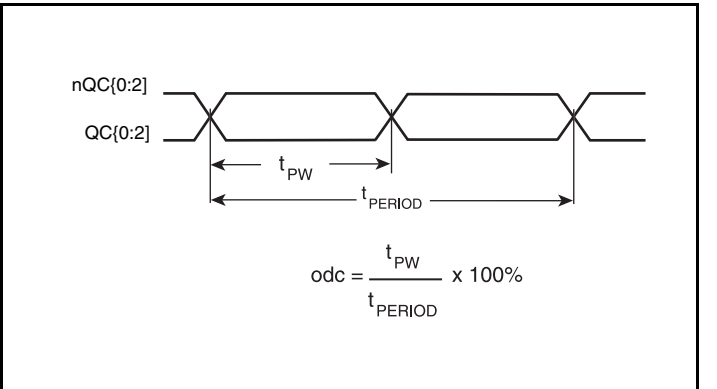 nQC{0:2]
QC{0:2]
tPW
tPERIOD
odc = tPW / tPERIOD x 100%